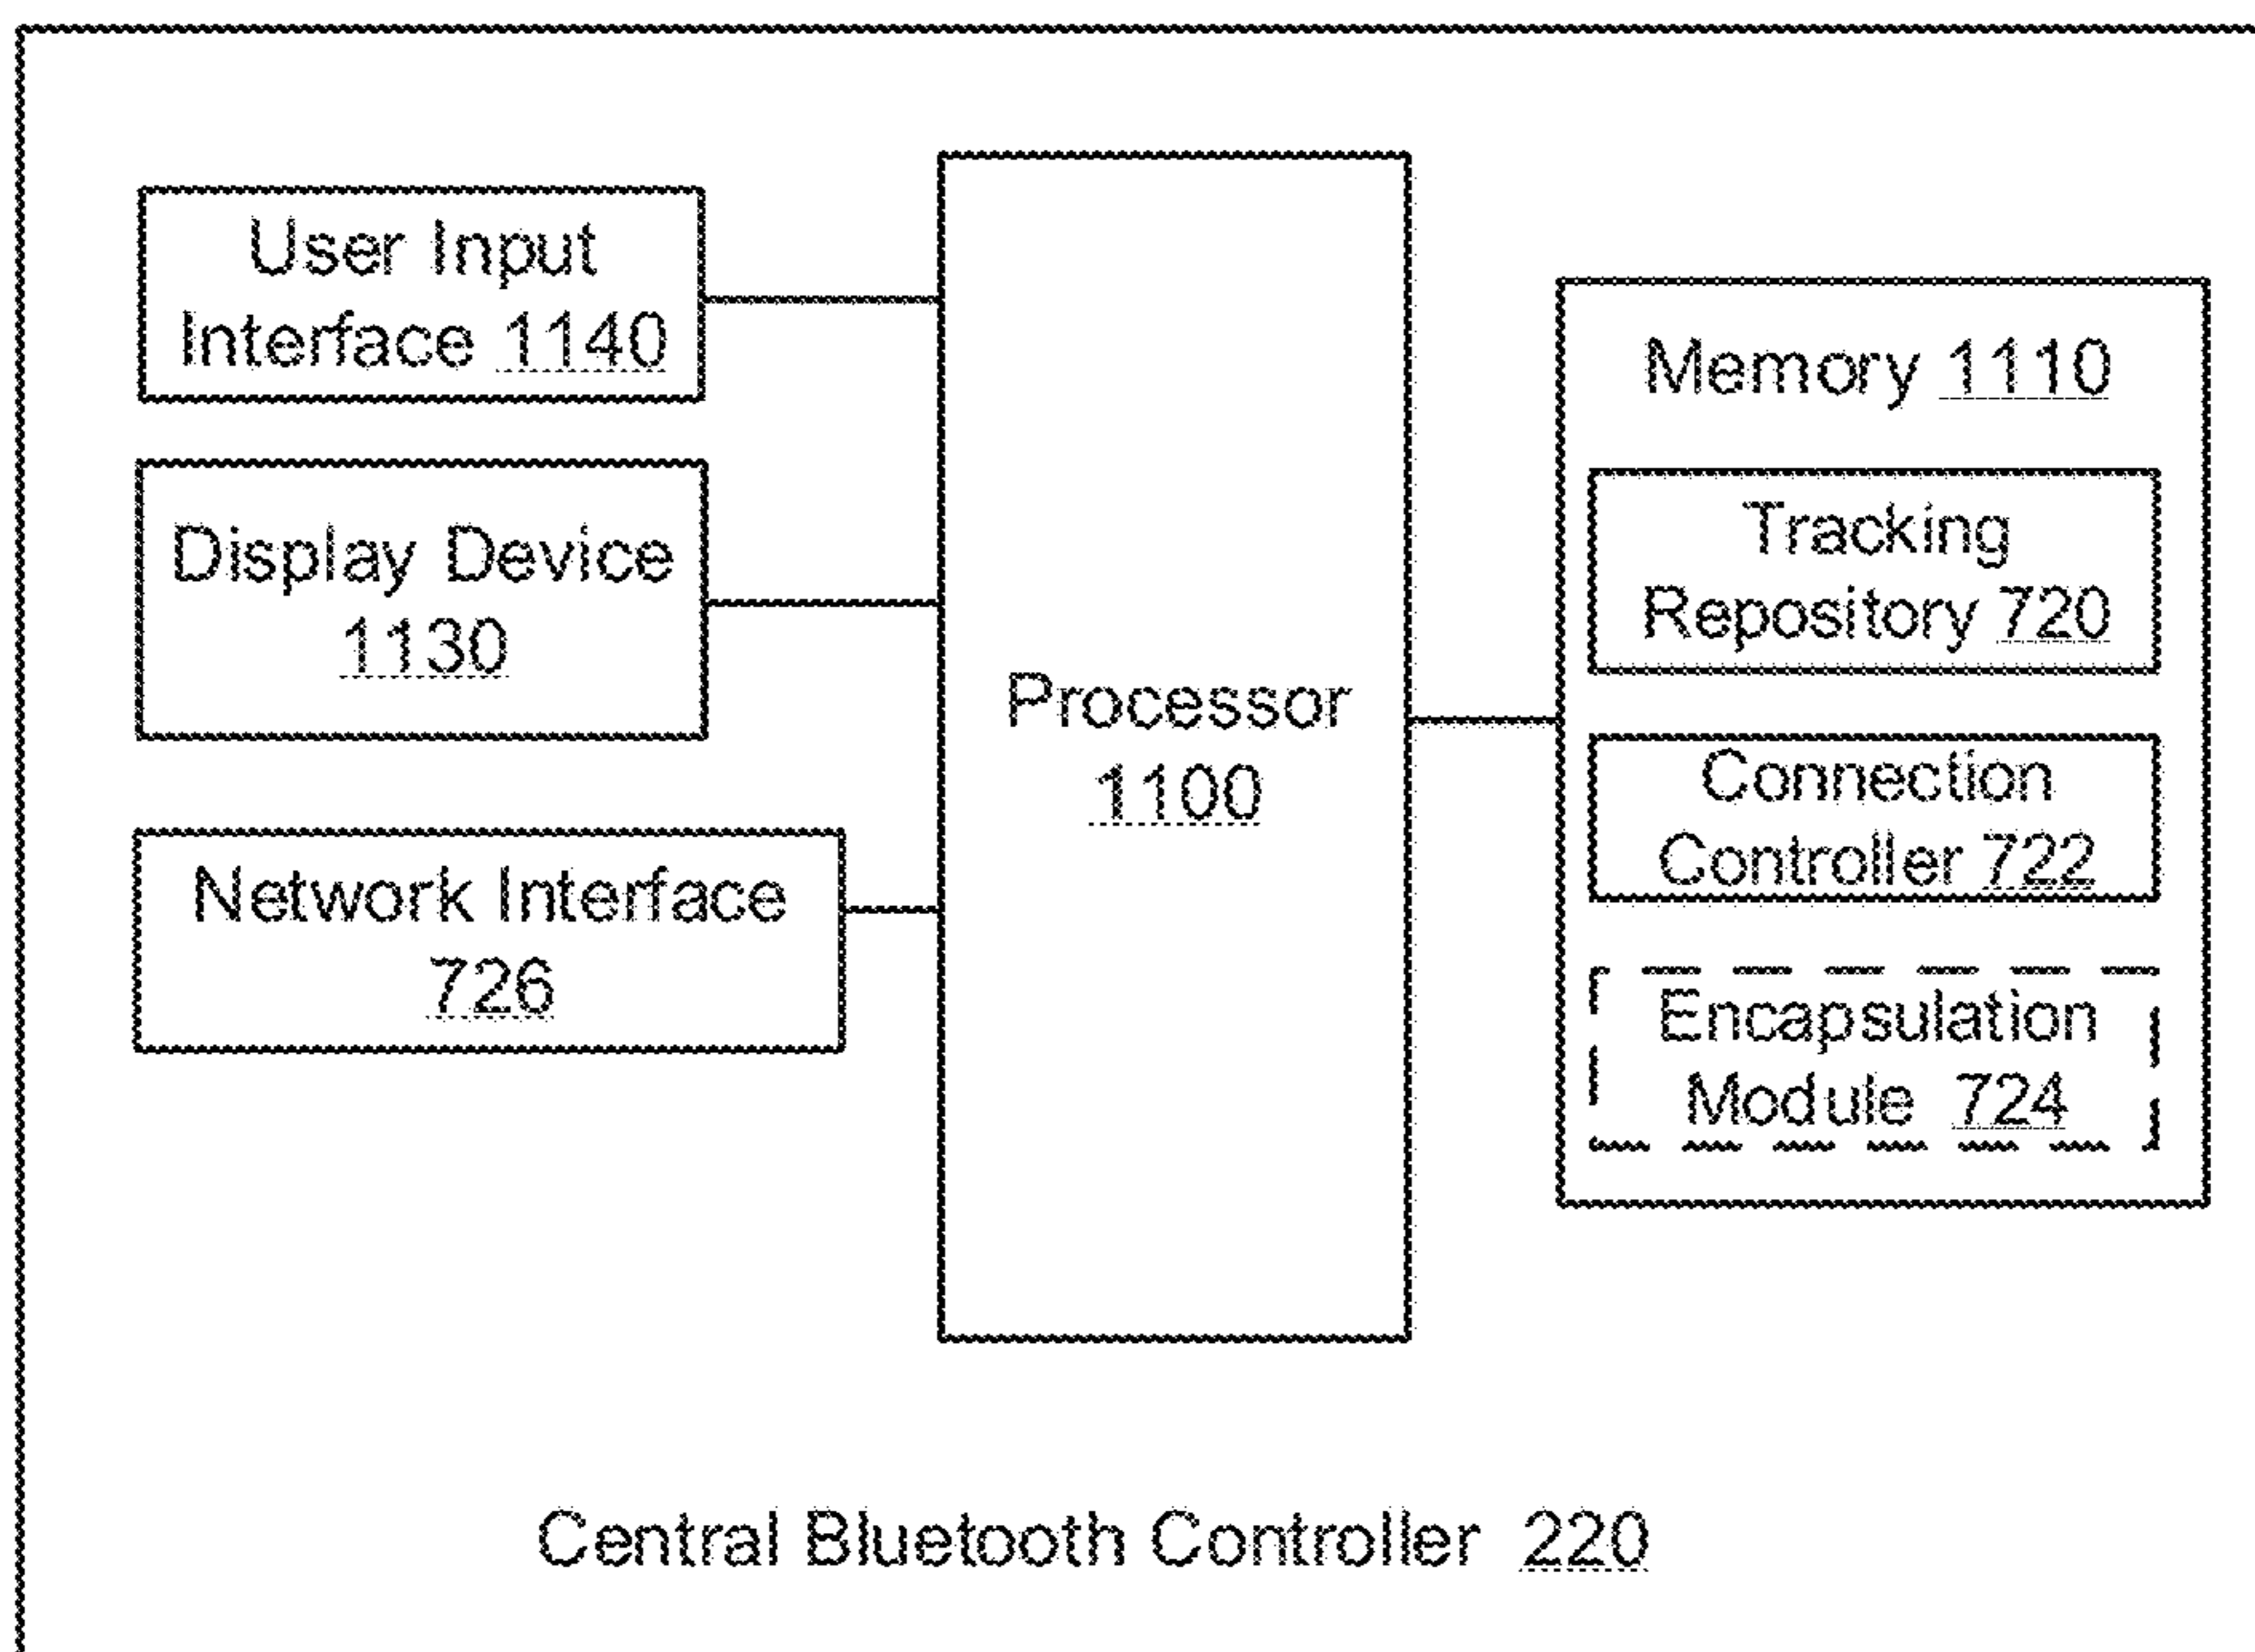 User Input
Interface 1140
Display Device
1130
Network Interface
726
Processor
1100
Memory 1110
Tracking
Repository 720
Connection
Controller 722
Encapsulation
Module 724
Central Bluetooth Controller 220